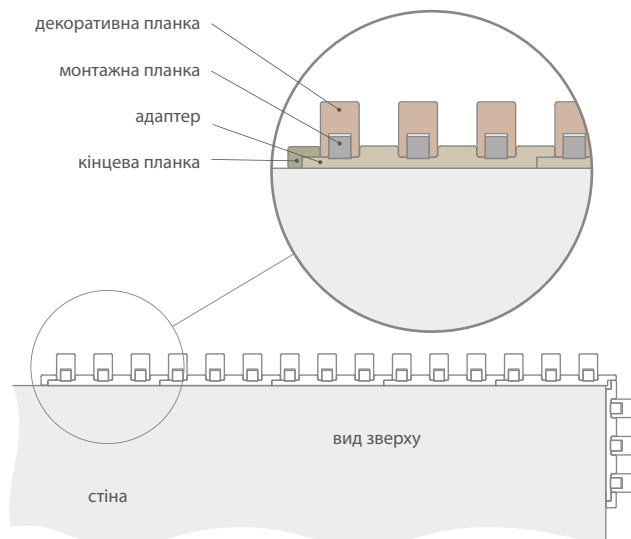 декоративна планка
монтажна планка
адаптер
кінцева планка
вид зверху
стіна